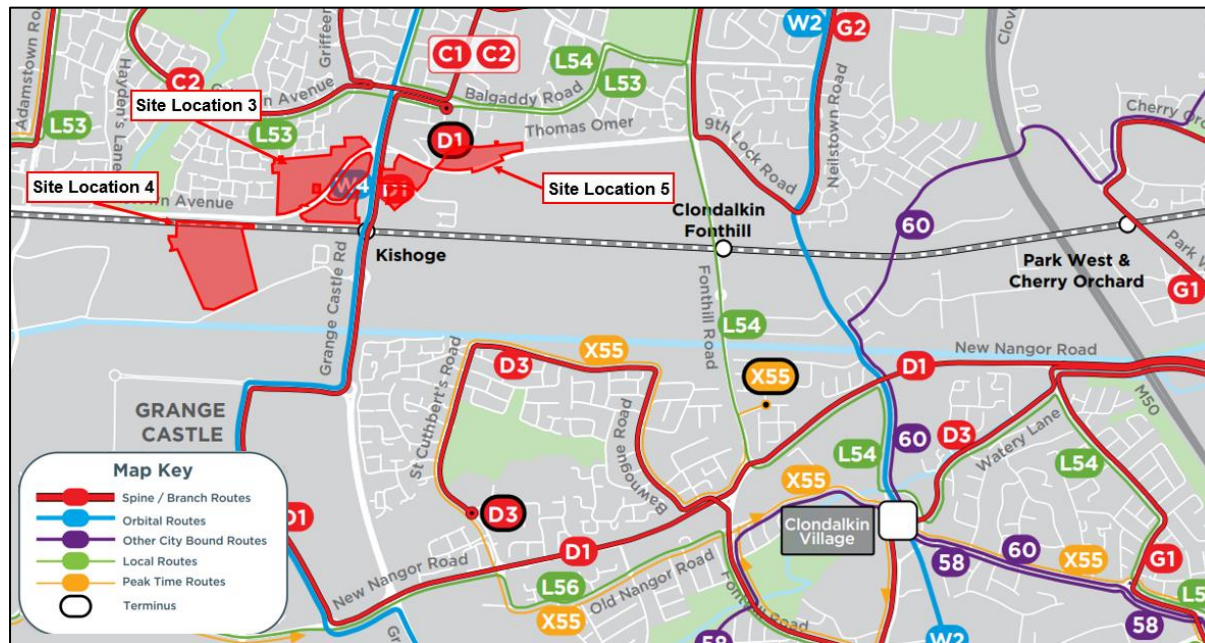 W2
G2
C1 C2
L54
L53
C2
Avenue
Balgaddy Road
Adamstown Ro
Hayden's Lane
Griffeen
Clove
Site Location 3
L53
L53
D1
Thomas Omer
9th Lock Road
Neilstown Road
Cherry Orc
Site Location 4
Avenue
W4
D1
Site Location 5
60
Kishoge
Clondalkin
Fonthill
Park West &
Cherry Orchard
Park W
G1
Grange Castle Rd
Fonthill Road
L54
X55
D3
New Nangor Road
D1
X55
M50
GRANGE
CASTLE
St Cuthbert's Road
Bawnogue Road
60
D3
Watery Lane
L54
L54
X55
Map Key
Spine / Branch Routes
Orbital Routes
Other City Bound Routes
Local Routes
Peak Time Routes
Terminus
D1
D3
Clondalkin
Village
D1
New Nangor Road
L56
Old Nangor Road
X55
58
60
X55
G1
58
L5
58
W2
Road
Gr